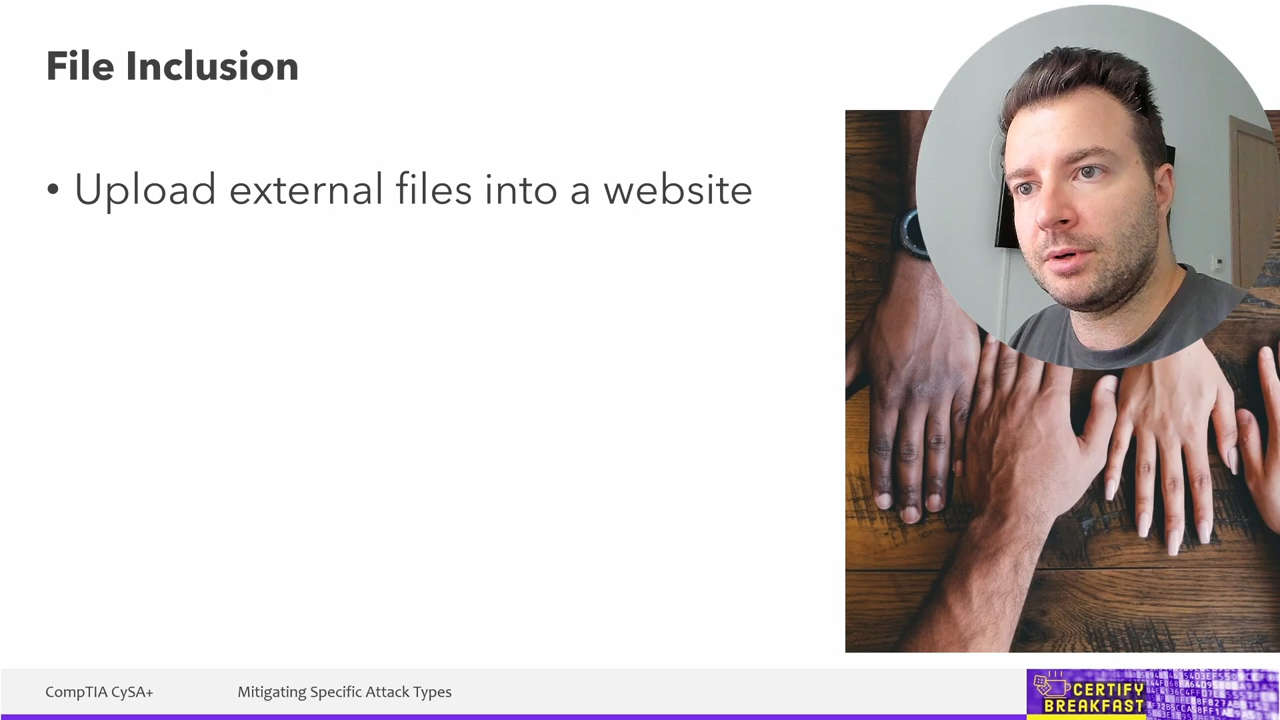 File Inclusion
• Upload external files into a website
CompTIA CySA+
Mitigating Specific Attack Types
CERTIFY
BREAKFAST